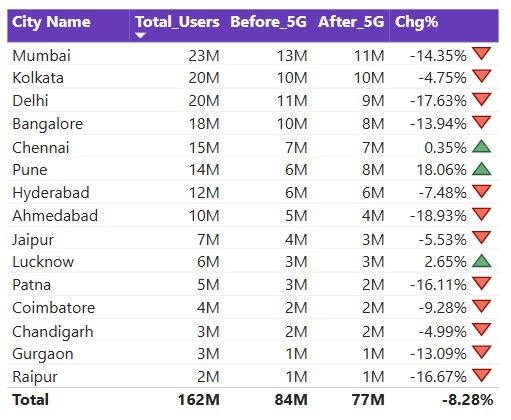 City Name Total_Users Before_5G After_5G Chg%
Mumbai 23M 13M 11M -14.35%
Kolkata 20M 10M 10M -4.75%
Delhi 20M 11M 9M -17.63%
Bangalore 18M 10M 8M -13.94%
Chennai 15M 7M 7M 0.35%
Pune 14M 6M 8M 18.06%
Hyderabad 12M 6M 6M -7.48%
Ahmedabad 10M 5M 4M -18.93%
Jaipur 7M 4M 3M -5.53%
Lucknow 6M 3M 3M 2.65%
Patna 5M 3M 2M -16.11%
Coimbatore 4M 2M 2M -9.28%
Chandigarh 3M 2M 2M -4.99%
Gurgaon 3M 1M 1M -13.09%
Raipur 2M 1M 1M -16.67%
Total 162M 84M 77M -8.28%